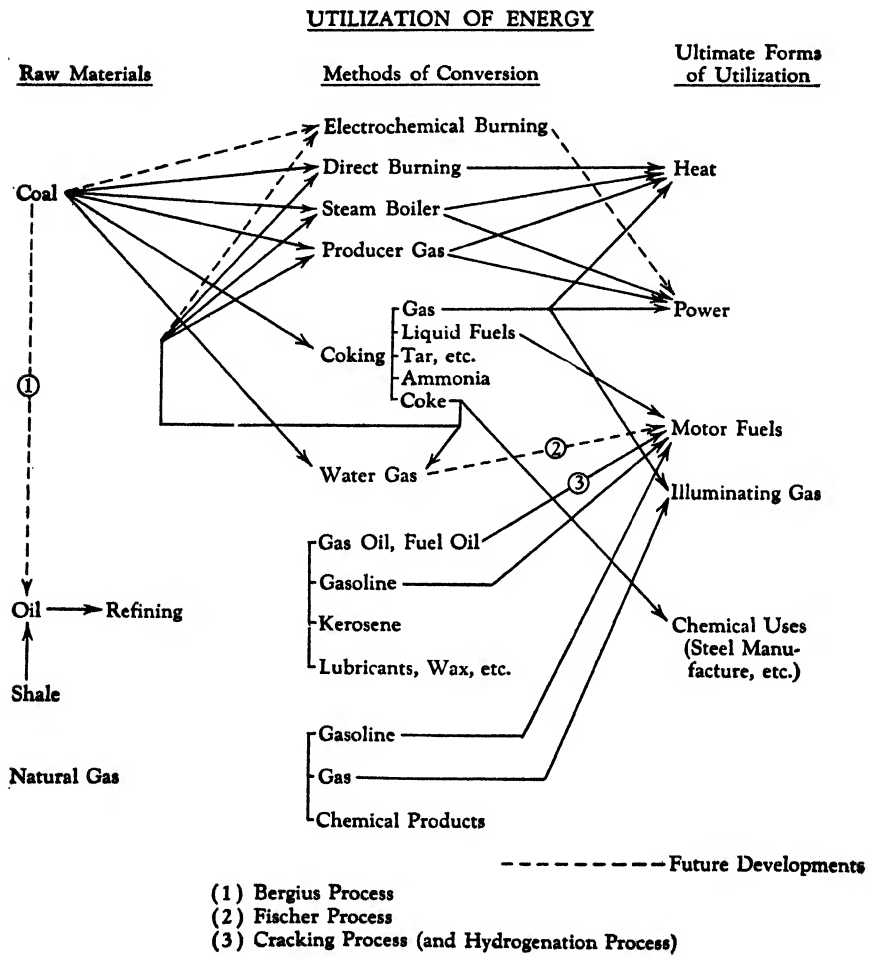 UTILIZATION OF ENERGY
Raw Materials
Methods of Conversion
Ultimate Forms
of Utilization
Electrochemical Burning
Direct Burning
Heat
Coal
Steam Boiler
Producer Gas
Gas
Power
Liquid Fuels
Coking
Tar, etc.
Ammonia
Coke
1
2
Motor Fuels
Water Gas
3
Illuminating Gas
Gas Oil, Fuel Oil
Gasoline
Oil
Refining
Kerosene
Chemical Uses
(Steel Manu-
facture, etc.)
Lubricants, Wax, etc.
Shale
Gasoline
Natural Gas
Gas
Chemical Products
Future Developments
(1) Bergius Process
(2) Fischer Process
(3) Cracking Process (and Hydrogenation Process)